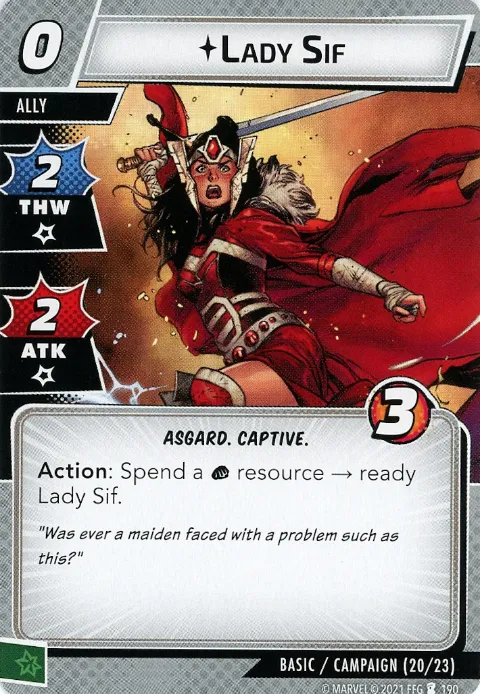 0
LADY SIF
ALLY
2
THW
2
ATK
3
ASGARD. CAPTIVE.
Action: Spend a resource → ready
Lady Sif.
"Was ever a maiden faced with a problem such as
this?"
BASIC / CAMPAIGN (20/23)
© MARVEL © 2021 FFG 190